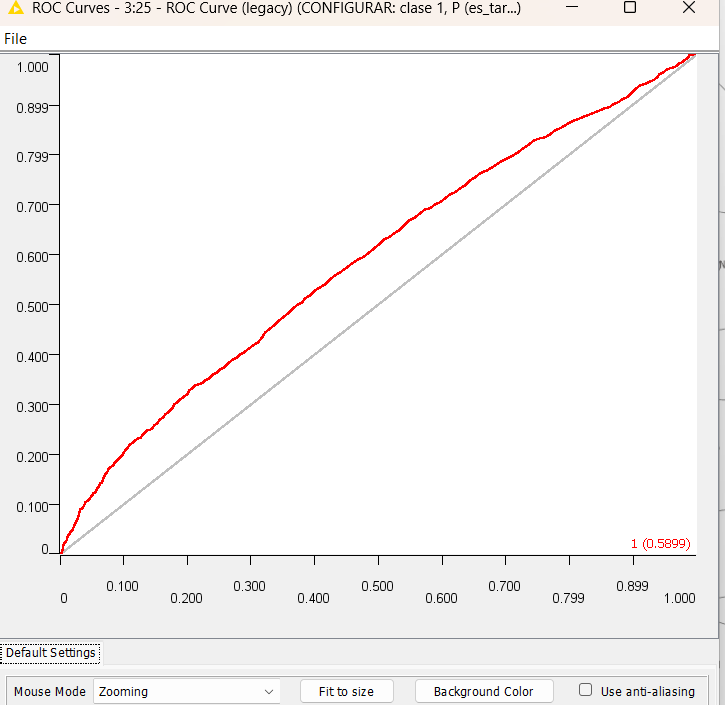 ROC Curves - 3:25 - ROC Curve (legacy) (CONFIGURAR: clase 1, P (es_tar...)
File
1.000
0.899
0.799
0.700
0.600
0.500
0.400
0.300
0.200
0.100
0
1 (0.5899)
0.100 0.300 0.500 0.700 0.899
0 0.200 0.400 0.600 0.799 1.000
Default Settings
Mouse Mode Zooming Fit to size Background Color Use anti-aliasing